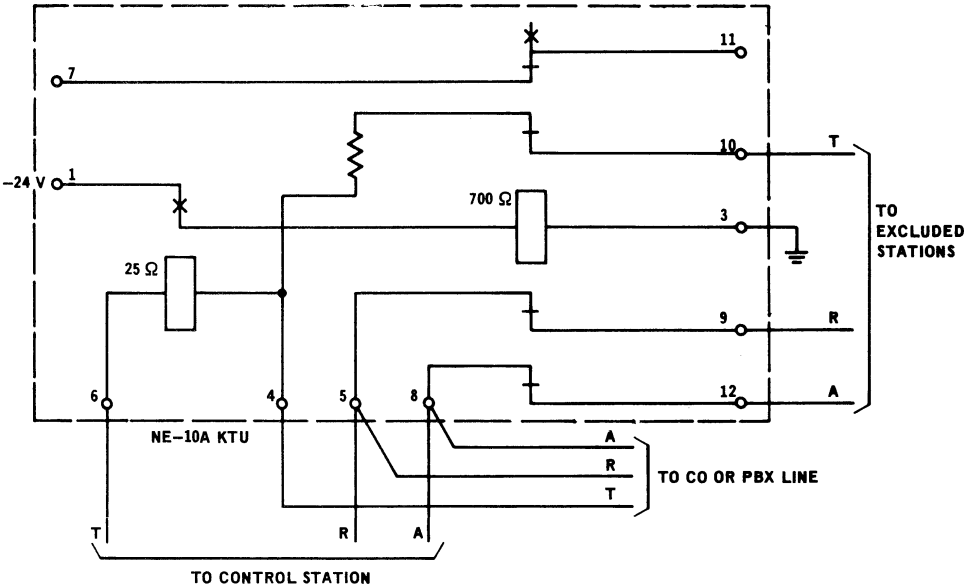 11
7
10
T
–24 V
1
700 Ω
3
TO
EXCLUDED
STATIONS
25 Ω
9
R
6
4
5
8
12
A
NE–10A KTU
A
R
TO CO OR PBX LINE
T
T
R
A
TO CONTROL STATION